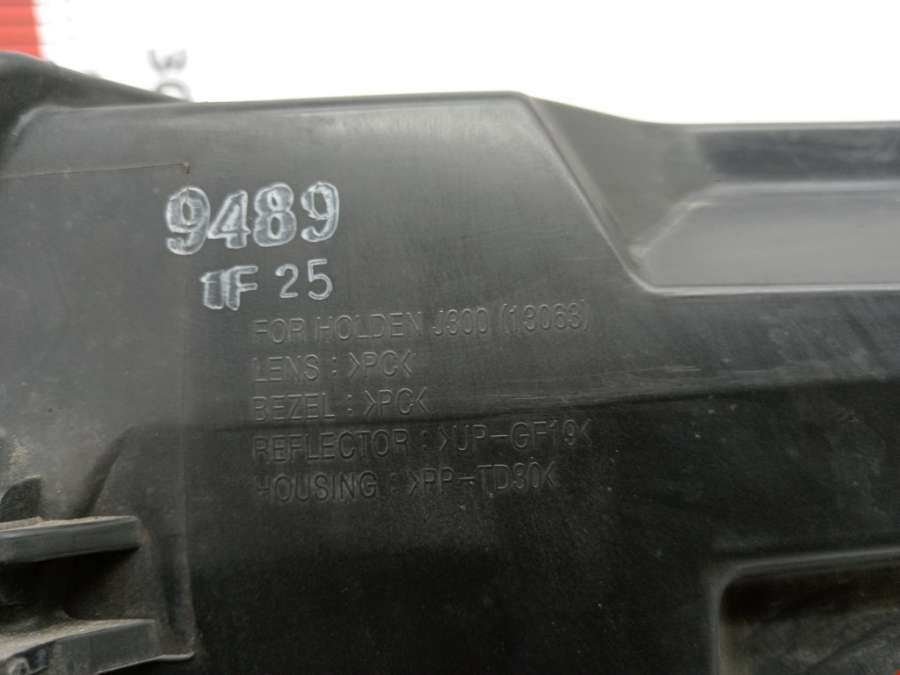 9489
1F 25
FOR HOLDEN J300 (13063)
LENS : >PC<
BEZEL : >PC<
REFLECTOR : >UP-GF19<
HOUSING : >PP-TD30<